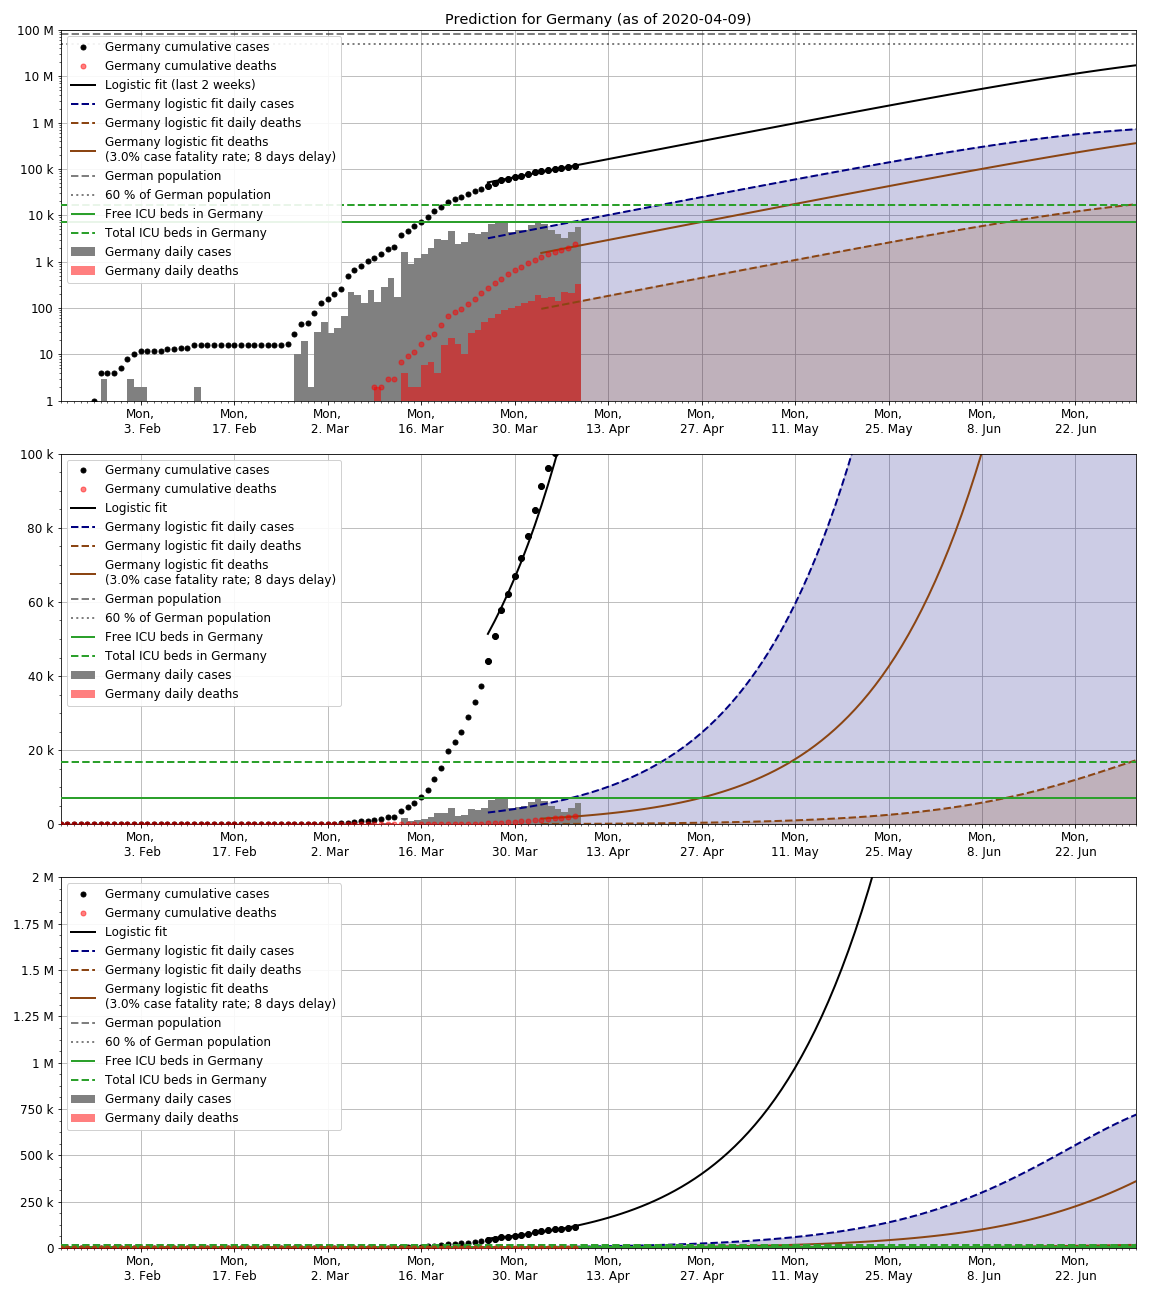 Prediction for Germany (as of 2020-04-09)
100 M
10 M
1 M
100 k
10 k
1 k
100
10
1
Germany cumulative cases
Germany cumulative deaths
Logistic fit (last 2 weeks)
Germany logistic fit daily cases
Germany logistic fit daily deaths
Germany logistic fit deaths
(3.0% case fatality rate; 8 days delay)
German population
60 % of German population
Free ICU beds in Germany
Total ICU beds in Germany
Germany daily cases
Germany daily deaths
Mon, Mon, Mon, Mon, Mon, Mon, Mon, Mon, Mon, Mon, Mon,
3. Feb 17. Feb 2. Mar 16. Mar 30. Mar 13. Apr 27. Apr 11. May 25. May 8. Jun 22. Jun
100 k
80 k
60 k
40 k
20 k
0
Germany cumulative cases
Germany cumulative deaths
Logistic fit
Germany logistic fit daily cases
Germany logistic fit daily deaths
Germany logistic fit deaths
(3.0% case fatality rate; 8 days delay)
German population
60 % of German population
Free ICU beds in Germany
Total ICU beds in Germany
Germany daily cases
Germany daily deaths
Mon, Mon, Mon, Mon, Mon, Mon, Mon, Mon, Mon, Mon, Mon,
3. Feb 17. Feb 2. Mar 16. Mar 30. Mar 13. Apr 27. Apr 11. May 25. May 8. Jun 22. Jun
2 M
1.75 M
1.5 M
1.25 M
1 M
750 k
500 k
250 k
0
Germany cumulative cases
Germany cumulative deaths
Logistic fit
Germany logistic fit daily cases
Germany logistic fit daily deaths
Germany logistic fit deaths
(3.0% case fatality rate; 8 days delay)
German population
60 % of German population
Free ICU beds in Germany
Total ICU beds in Germany
Germany daily cases
Germany daily deaths
Mon, Mon, Mon, Mon, Mon, Mon, Mon, Mon, Mon, Mon, Mon,
3. Feb 17. Feb 2. Mar 16. Mar 30. Mar 13. Apr 27. Apr 11. May 25. May 8. Jun 22. Jun